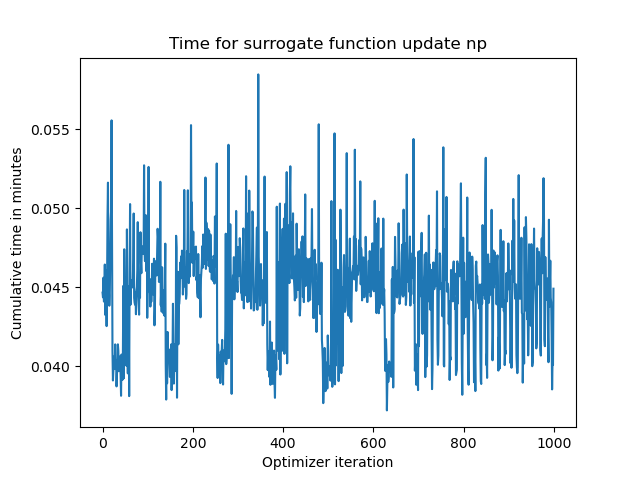 Time for surrogate function update np
Cumulative time in minutes
0.055
0.050
0.045
0.040
0 200 400 600 800 1000
Optimizer iteration